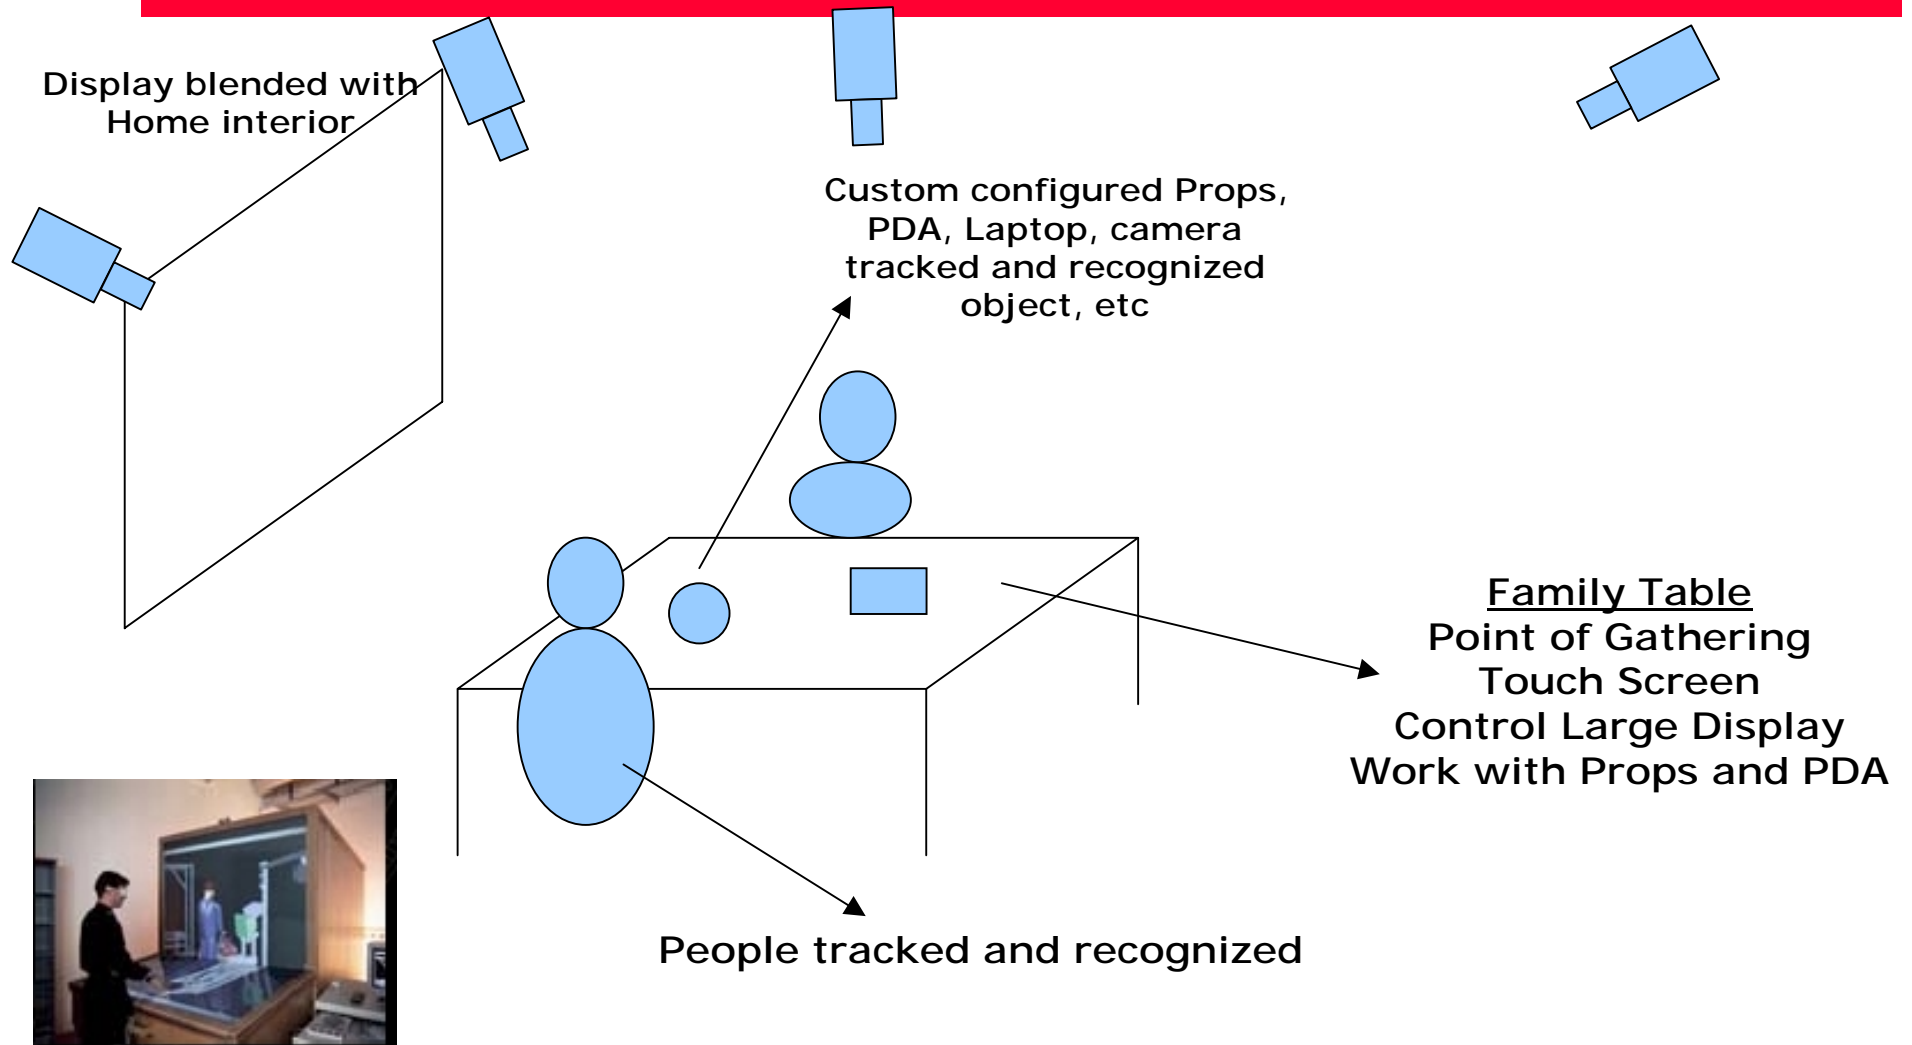 Display blended with
Home interior
Custom configured Props,
PDA, Laptop, camera
tracked and recognized
object, etc
Family Table
Point of Gathering
Touch Screen
Control Large Display
Work with Props and PDA
People tracked and recognized